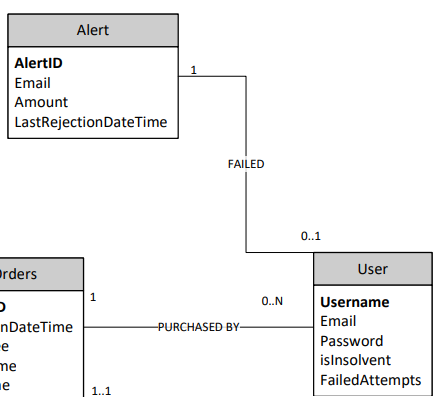 Alert
AlertID
Email
Amount
LastRejectionDateTime
1
FAILED
0..1
User
Username
Email
Password
isInsolvent
FailedAttempts
0..N
PURCHASED BY
1
1..1